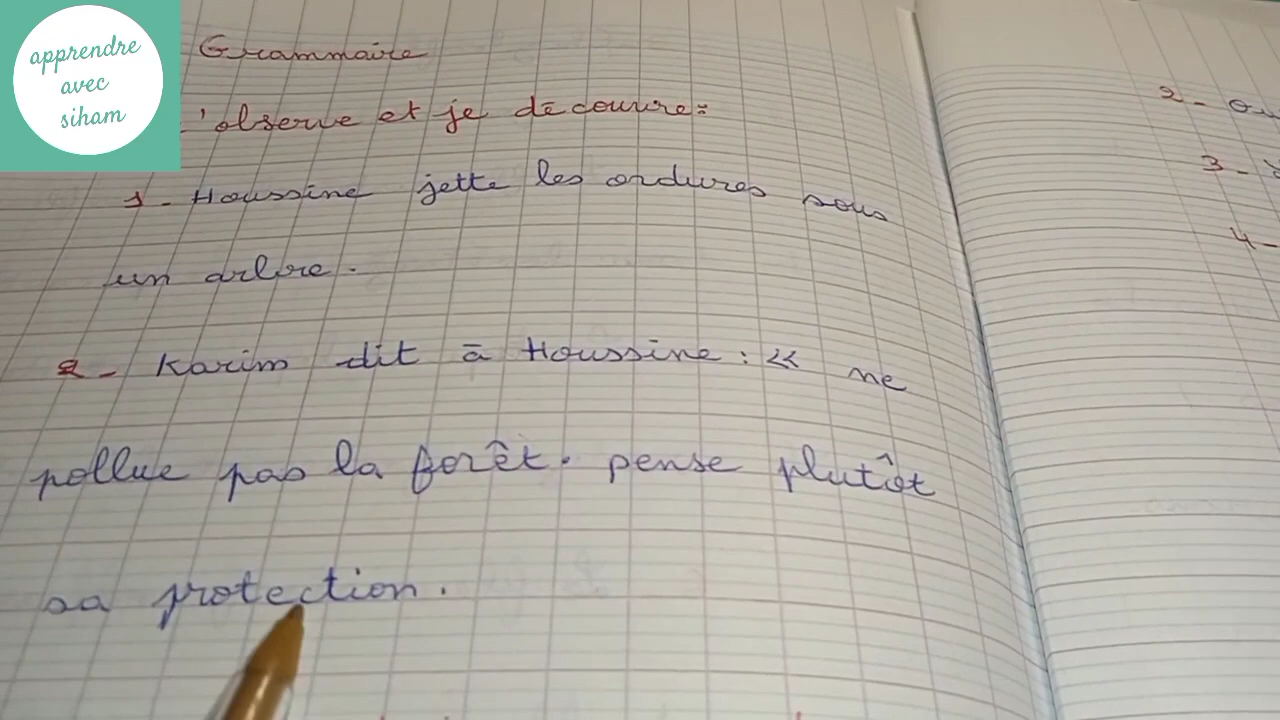 apprendre
avec
siham
Grammaire
'observe et je découvre:
1 - Houssine jette les ordures sous
un arbre.
2 - Karim dit à Houssine : « ne
pollue pas la forêt. pense plutôt
sa protection.
2 -
3 -
4 -